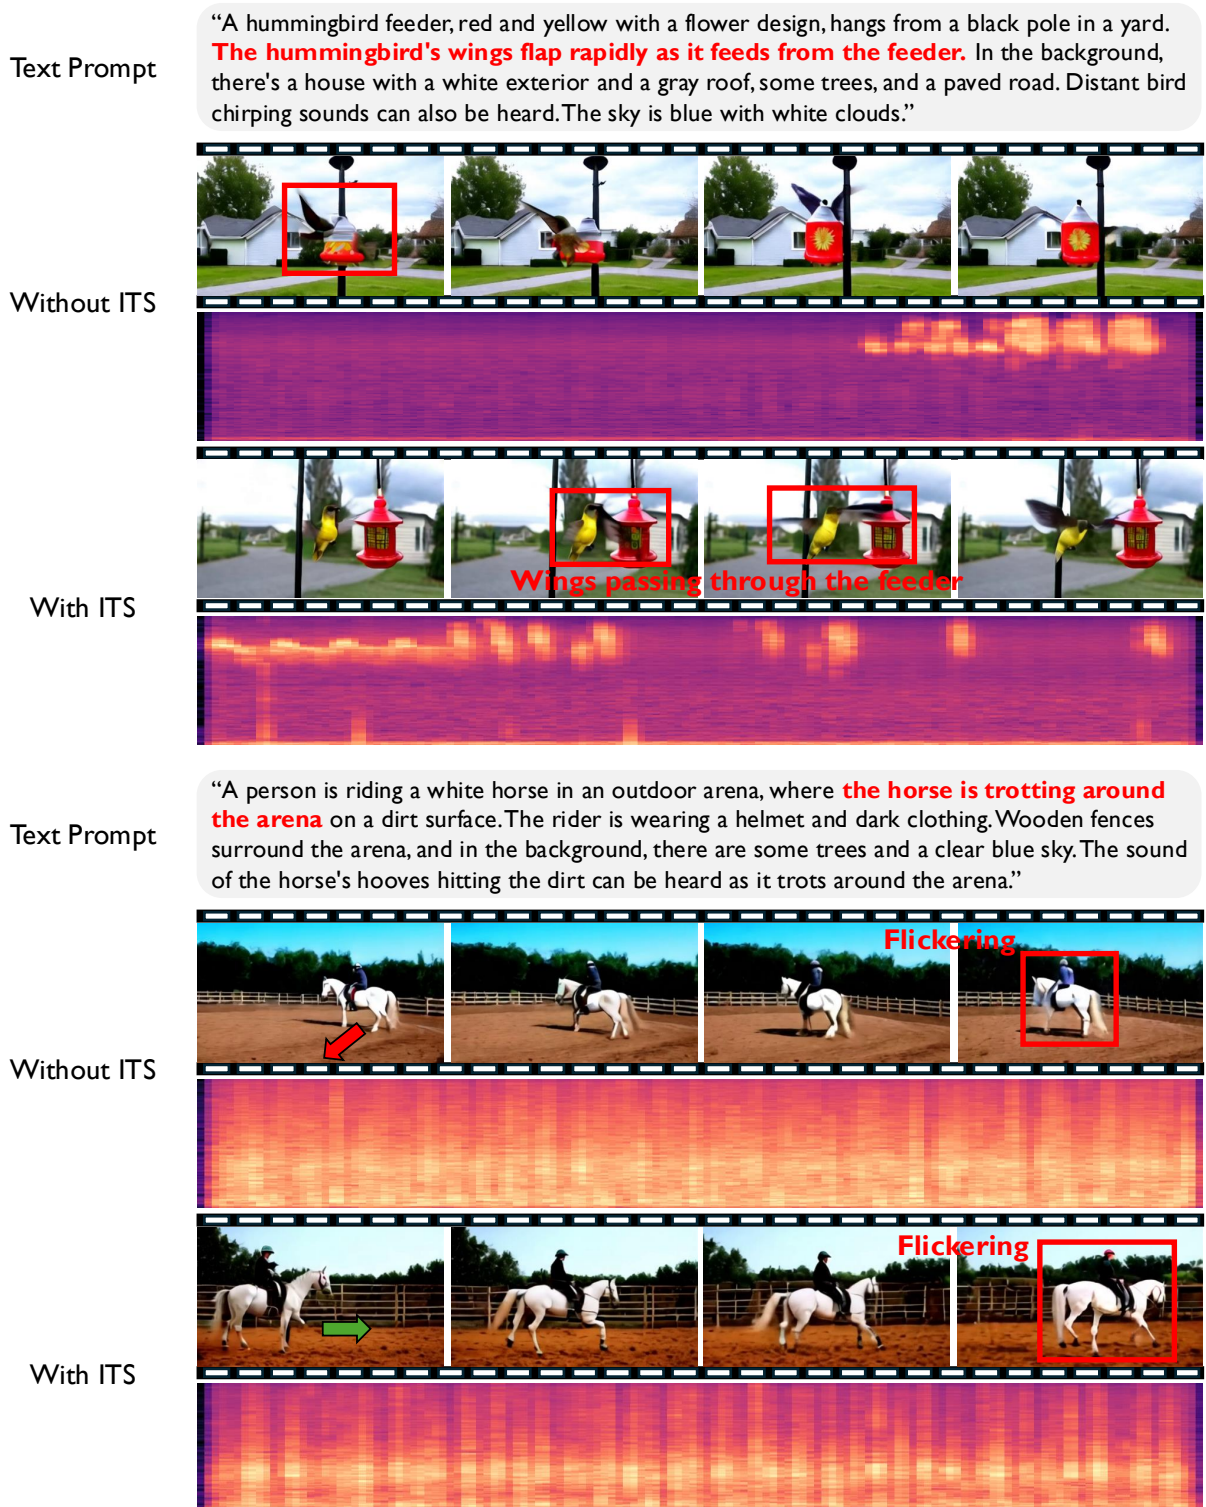 Text Prompt
“A hummingbird feeder, red and yellow with a flower design, hangs from a black pole in a yard.
The hummingbird's wings flap rapidly as it feeds from the feeder. In the background,
there's a house with a white exterior and a gray roof, some trees, and a paved road. Distant bird
chirping sounds can also be heard. The sky is blue with white clouds.”
Without ITS
With ITS
Wings passing through the feeder
Text Prompt
“A person is riding a white horse in an outdoor arena, where the horse is trotting around
the arena on a dirt surface. The rider is wearing a helmet and dark clothing. Wooden fences
surround the arena, and in the background, there are some trees and a clear blue sky. The sound
of the horse's hooves hitting the dirt can be heard as it trots around the arena.”
Without ITS
Flickering
With ITS
Flickering